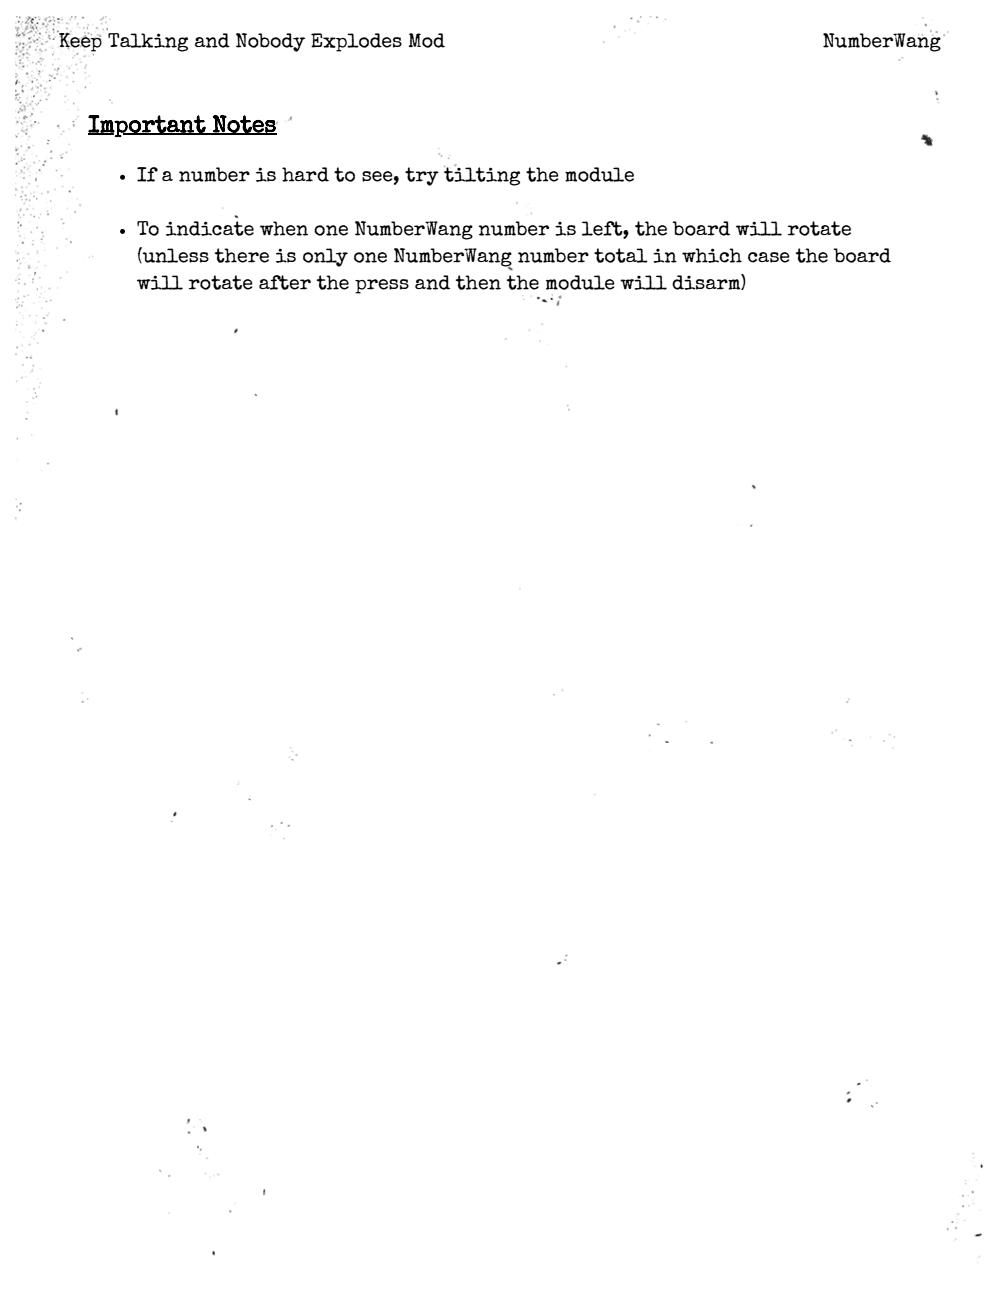 Keep Talking and Nobody Explodes Mod NumberWang
Important Notes
• If a number is hard to see, try tilting the module
• To indicate when one NumberWang number is left, the board will rotate
(unless there is only one NumberWang number total in which case the board
will rotate after the press and then the module will disarm)